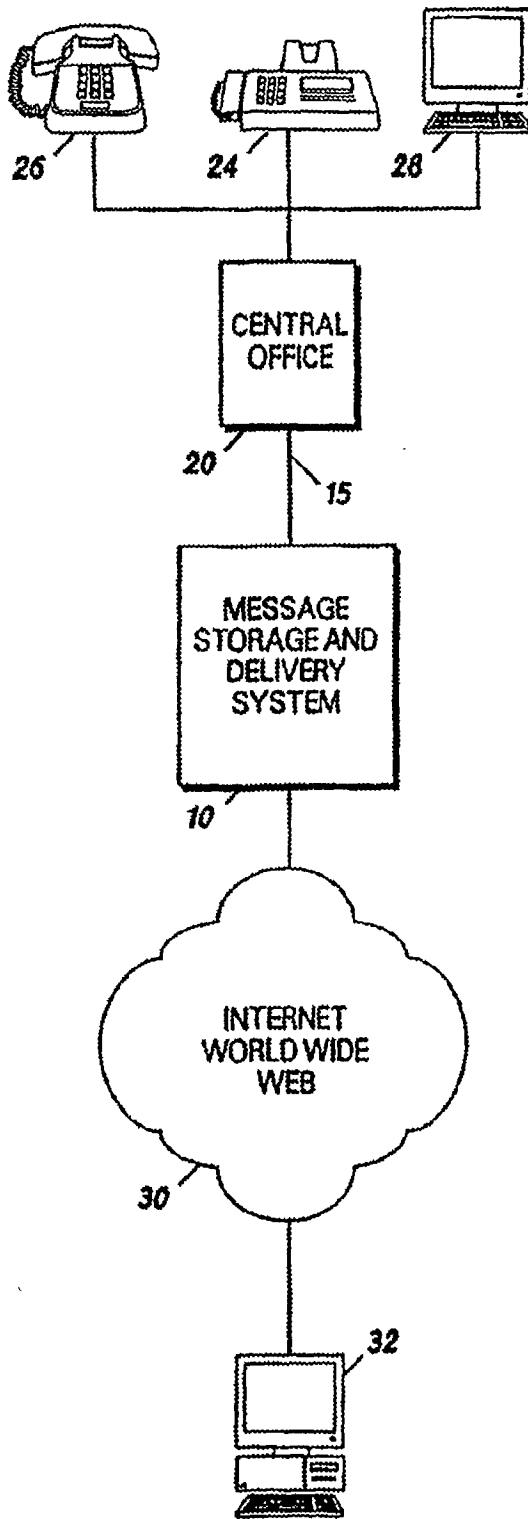 26
24
28
CENTRAL
OFFICE
20
15
MESSAGE
STORAGE AND
DELIVERY
SYSTEM
10
INTERNET
WORLD WIDE
WEB
30
32